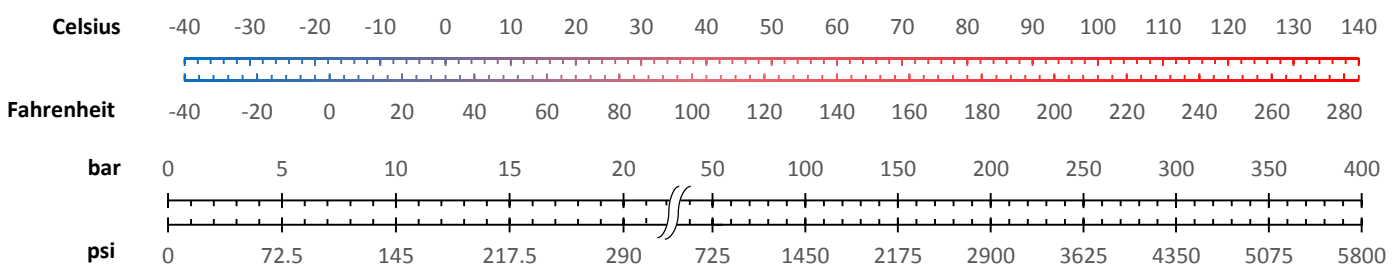 Celsius -40 -30 -20 -10 0 10 20 30 40 50 60 70 80 90 100 110 120 130 140
Fahrenheit -40 -20 0 20 40 60 80 100 120 140 160 180 200 220 240 260 280
bar 0 5 10 15 20 50 100 150 200 250 300 350 400
psi 0 72.5 145 217.5 290 725 1450 2175 2900 3625 4350 5075 5800